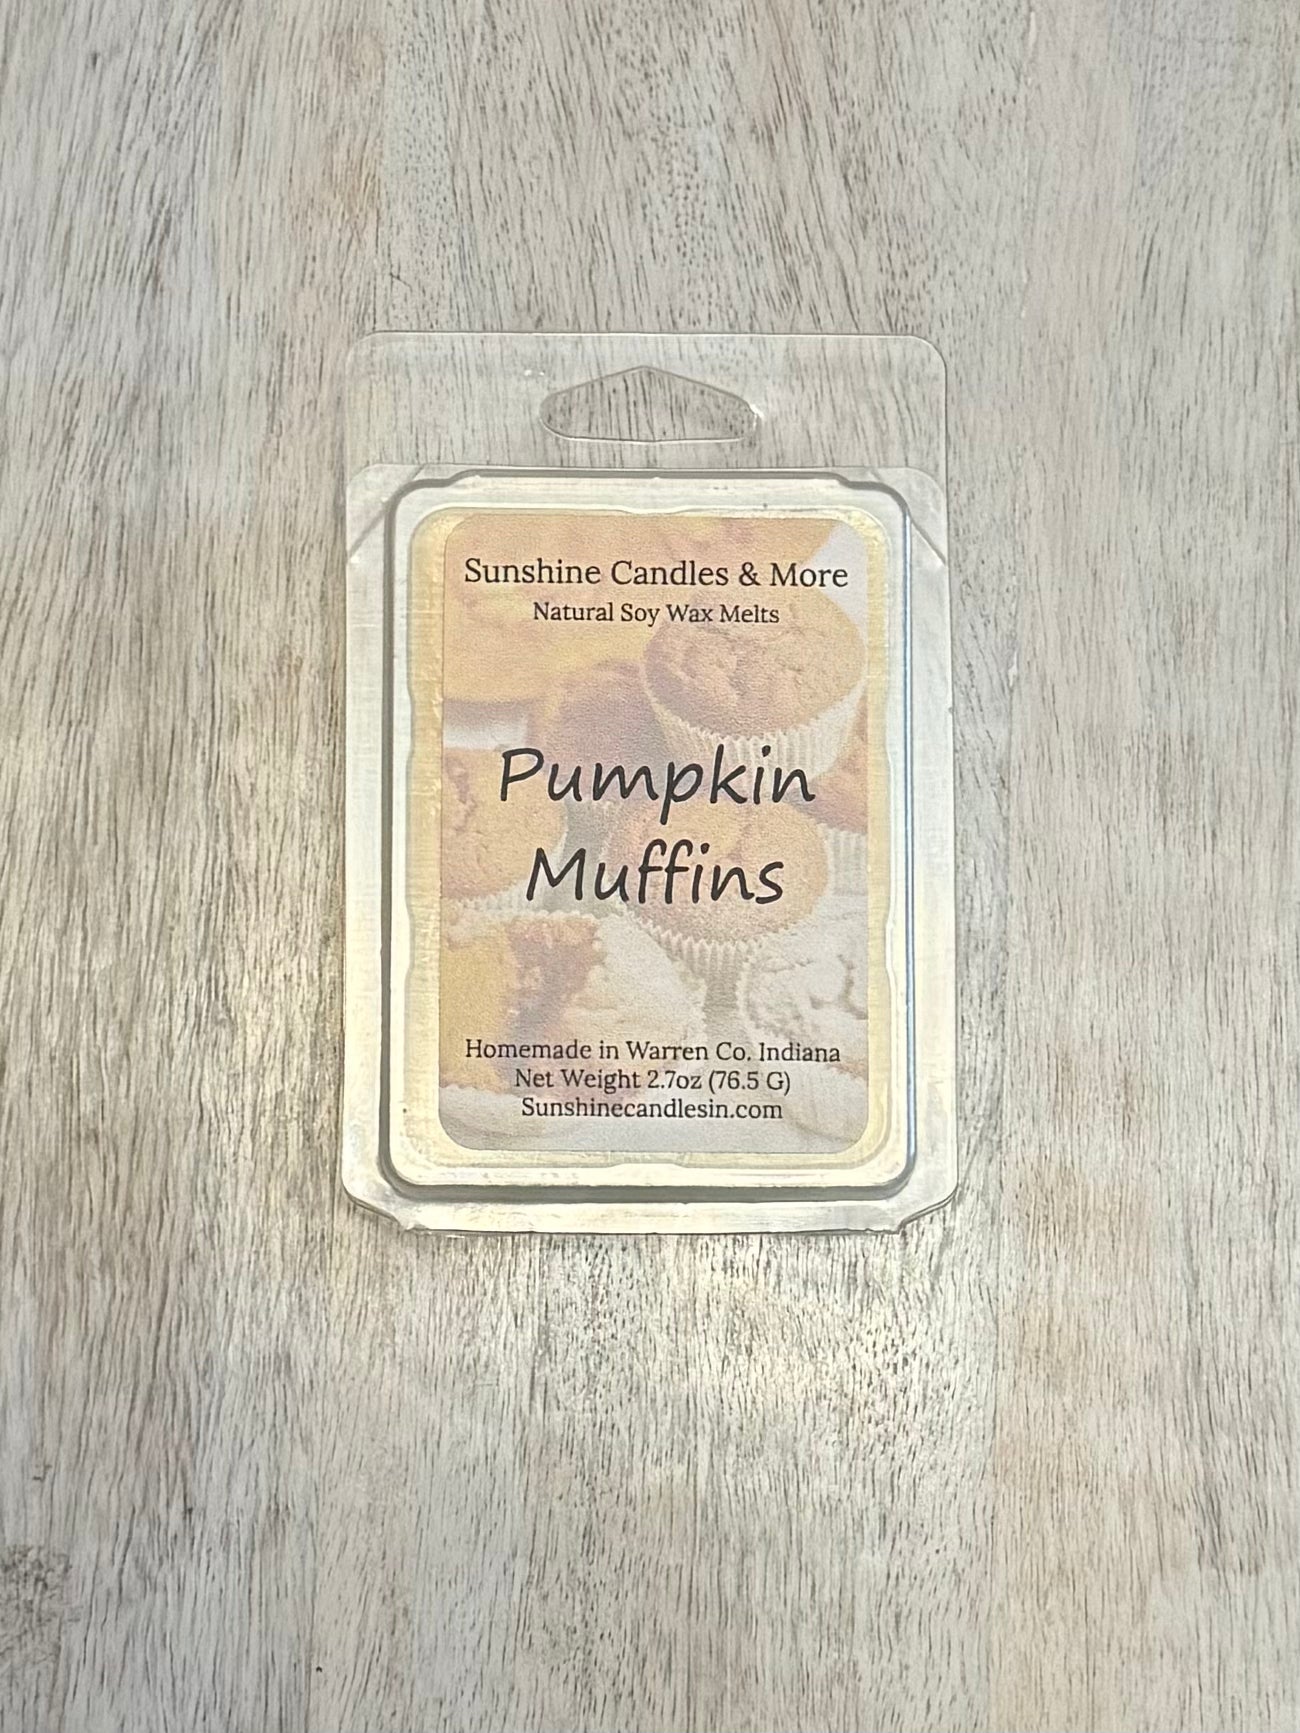 Sunshine Candles & More
Natural Soy Wax Melts
Pumpkin
Muffins
Homemade in Warren Co. Indiana
Net Weight 2.7oz (76.5 G)
Sunshinecandlesin.com